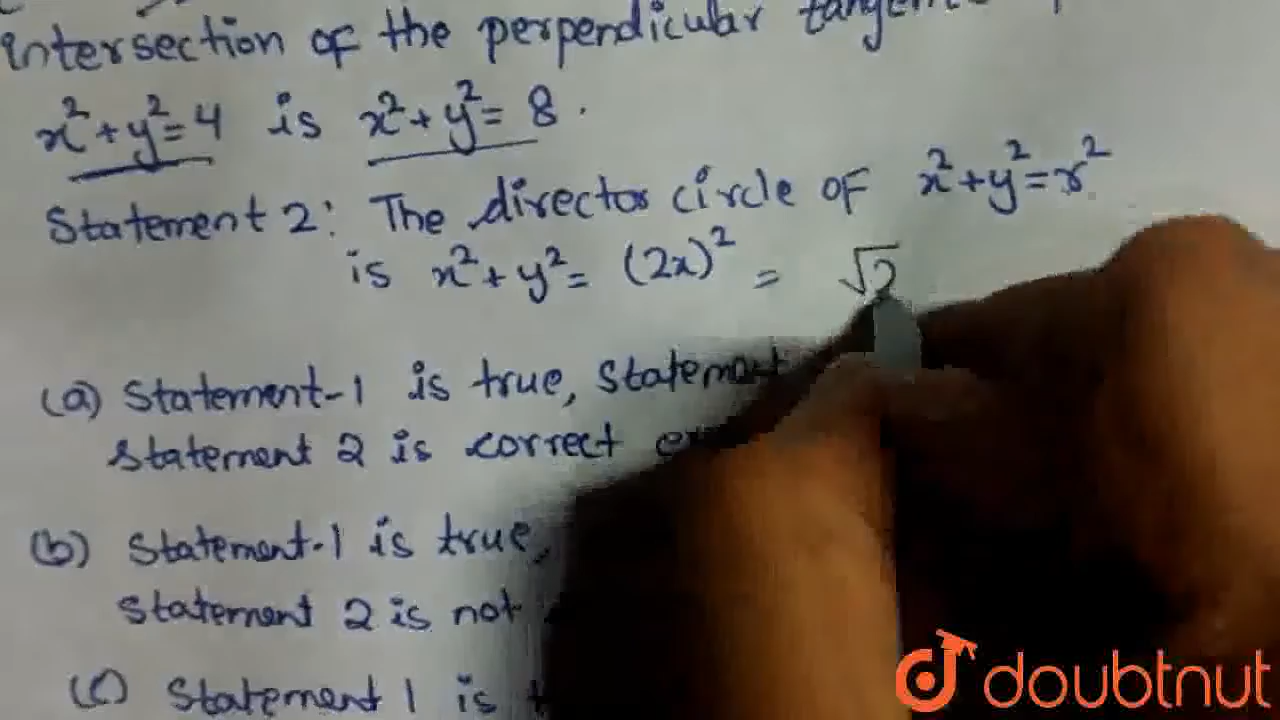 intersection of the perpendicular
x²+y²=4 is x²+y²=8.
Statement 2: The director circle of x²+y²=r²
is x²+y²= (2x)² = √2
(a) Statement-1 is true,
Statement 2 is correct
(b) Statement-1 is true,
Statement 2 is not
(c) Statement 1 is
doubtnut